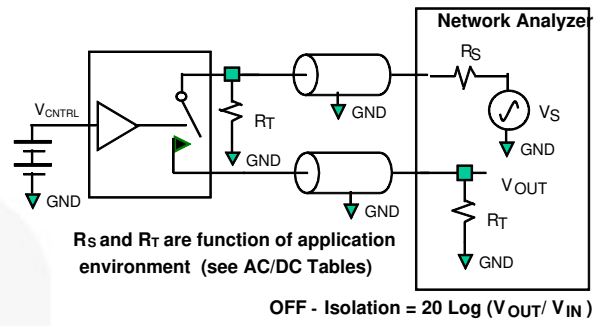 Network Analyzer
RS
VCNTRL
RT
GND
VS
GND
GND
GND
VOUT
GND
RT
GND
RS and RT are function of application
environment (see AC/DC Tables)
OFF - Isolation = 20 Log (VOUT/ VIN )